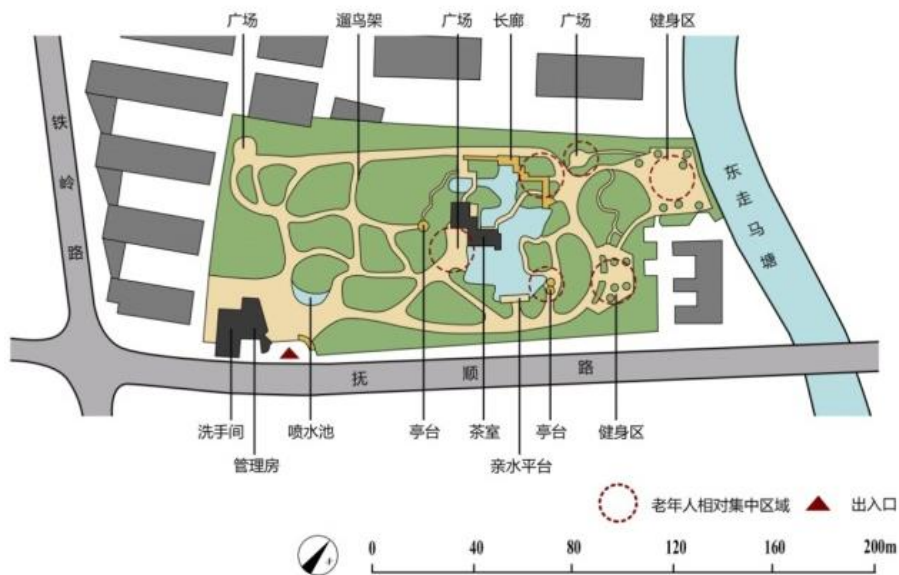 广场
遛鸟架
广场
长廊
广场
健身区
铁岭路
东走马塘
抚顺路
洗手间
管理房
喷水池
亭台
茶室
亲水平台
亭台
健身区
老年人相对集中区域
出入口
0 40 80 120 160 200m